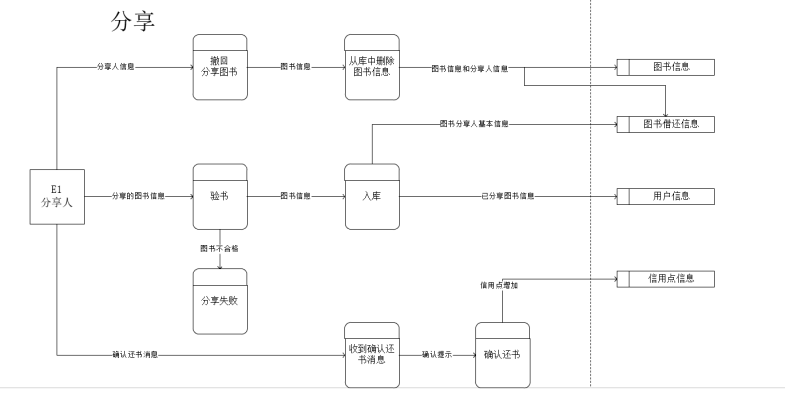 分享
分享人信息
撤回
分享图书
图书信息
从库中删除
图书信息
图书信息和分享人信息
图书信息
图书分享人基本信息
图书借还信息
E1
分享人
分享的图书信息
验书
图书信息
入库
已分享图书信息
用户信息
图书不合格
分享失败
信用点增加
信用点信息
确认还书消息
收到确认还
书消息
确认提示
确认还书